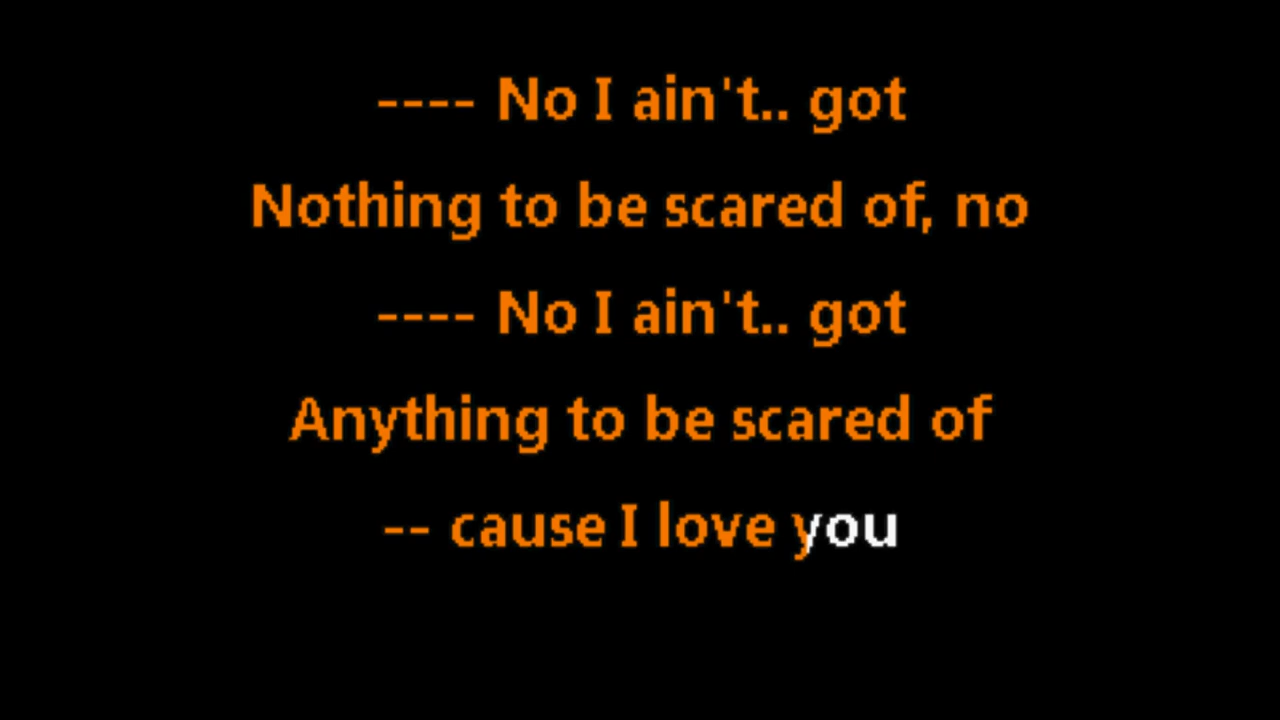 ---- No I ain't.. got
Nothing to be scared of, no
---- No I ain't.. got
Anything to be scared of
-- cause I love you